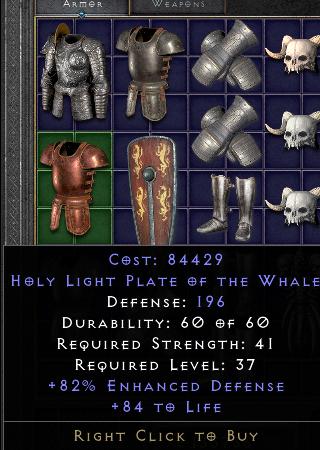 Armor Weapons
Cost: 84429
Holy Light Plate of the Whale
Defense: 196
Durability: 60 of 60
Required Strength: 41
Required Level: 37
+82% Enhanced Defense
+84 to Life
Right Click to Buy